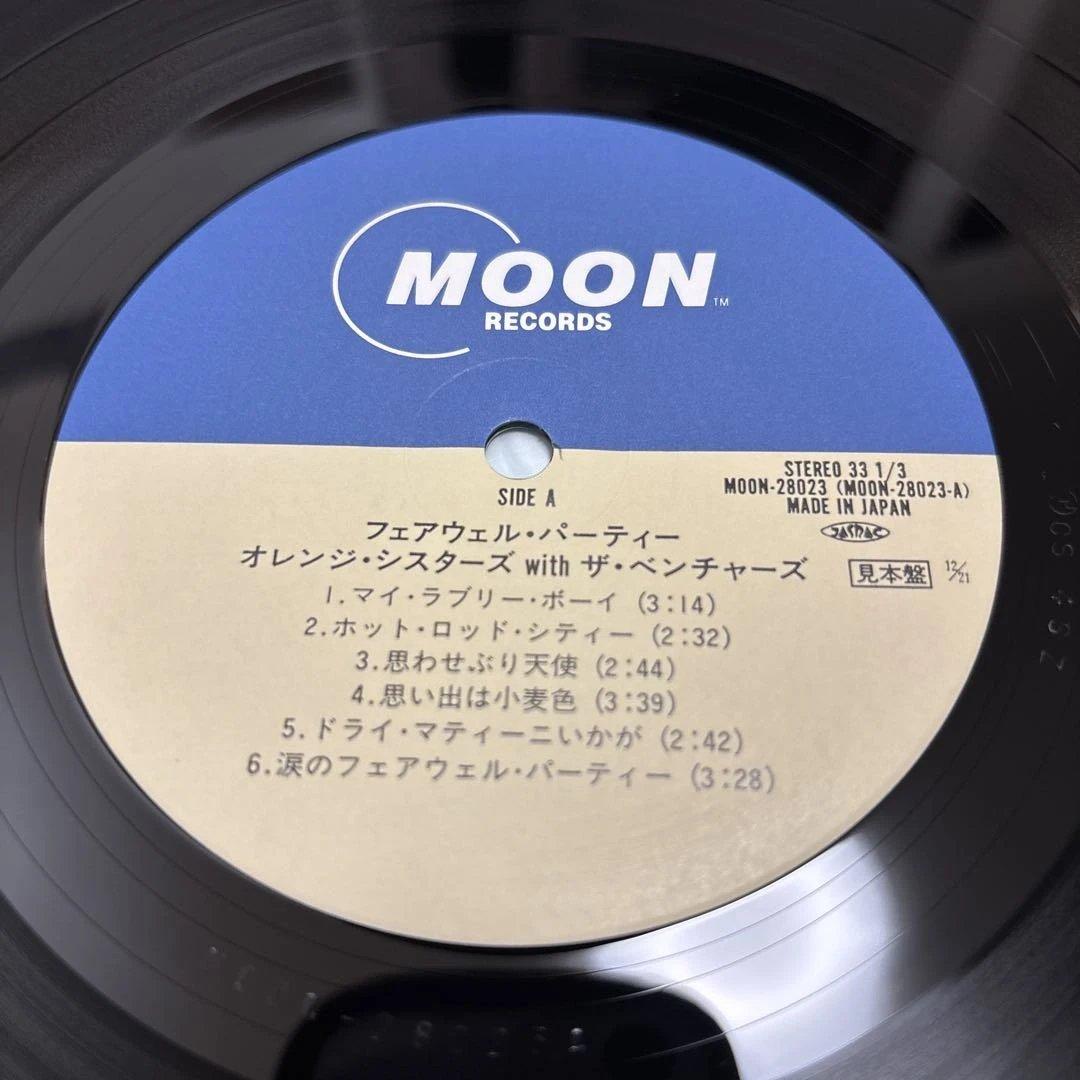 MOON™
RECORDS
STEREO 33 1/3
MOON-28023 (MOON-28023-A)
MADE IN JAPAN
JASRAC
SIDE A
フェアウェル・パーティー
オレンジ・シスターズ with ザ・ベンチャーズ
見本盤 12/21
1.マイ・ラブリー・ボーイ (3:14)
2.ホット・ロッド・シティー (2:32)
3.思わせぶり天使 (2:44)
4.思い出は小麦色 (3:39)
5.ドライ・マティーニいかが (2:42)
6.涙のフェアウェル・パーティー (3:28)